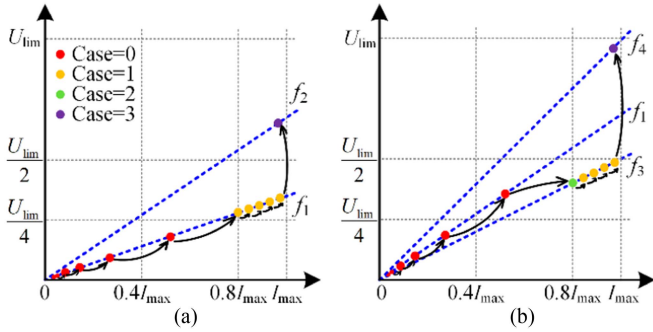 U_lim
Case=0
Case=1
Case=2
Case=3
f_2
U_lim/2
f_1
U_lim/4
0
0.4I_max
0.8I_max I_max
(a)
U_lim
f_4
f_1
U_lim/2
f_3
U_lim/4
0
0.4I_max
0.8I_max I_max
(b)